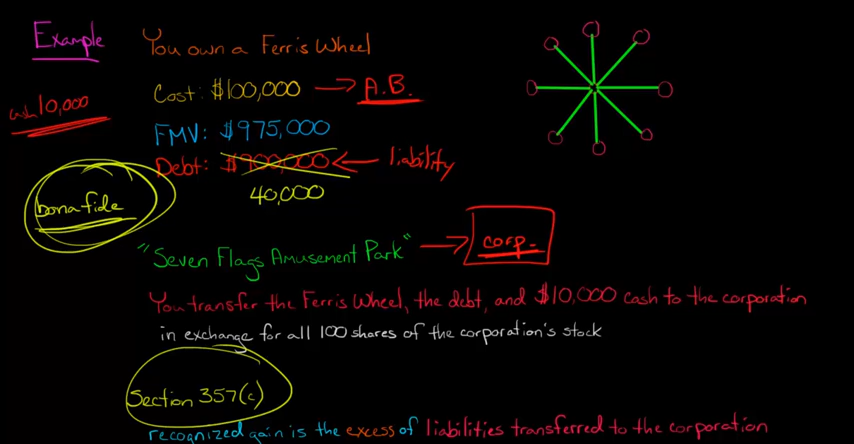 Example
You own a Ferris Wheel
Cost: $100,000 → A.B.
cash 10,000
FMV: $975,000
Debt: $900,000 ← liability
40,000
bona fide
"Seven Flags Amusement Park" → corp.
You transfer the Ferris Wheel, the debt, and $10,000 cash to the corporation
in exchange for all 100 shares of the corporation's stock
Section 357(c)
recognized gain is the excess of liabilities transferred to the corporation